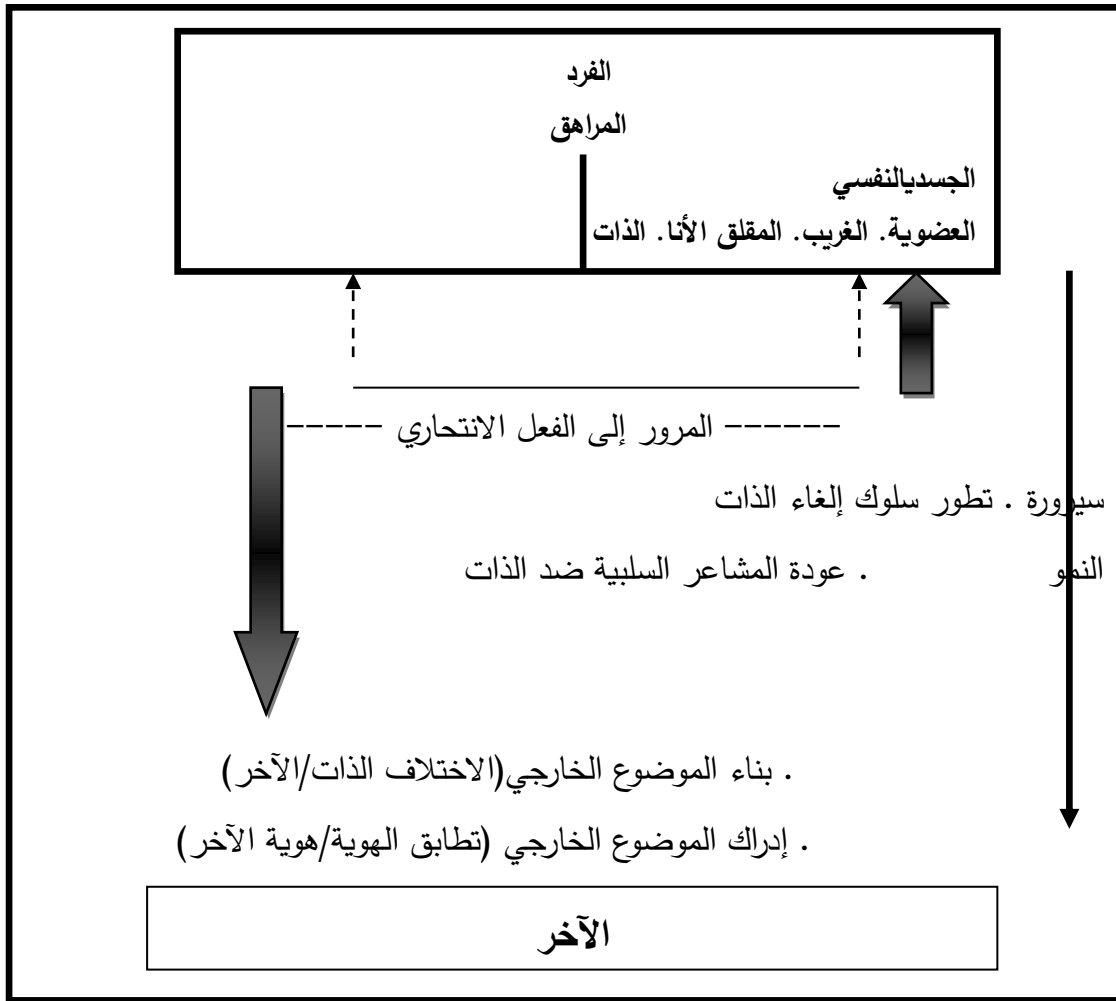 الفرد
المراهق
الجسديالنفسي
العضوية. الغريب. المقلق الأنا. الذات
------ المرور إلى الفعل الانتحاري -----
سيرورة . تطور سلوك إلغاء الذات
النمو . عودة المشاعر السلبية ضد الذات
. بناء الموضوع الخارجي(الاختلاف الذات/الآخر)
. إدراك الموضوع الخارجي (تطابق الهوية/هوية الآخر)
الآخر